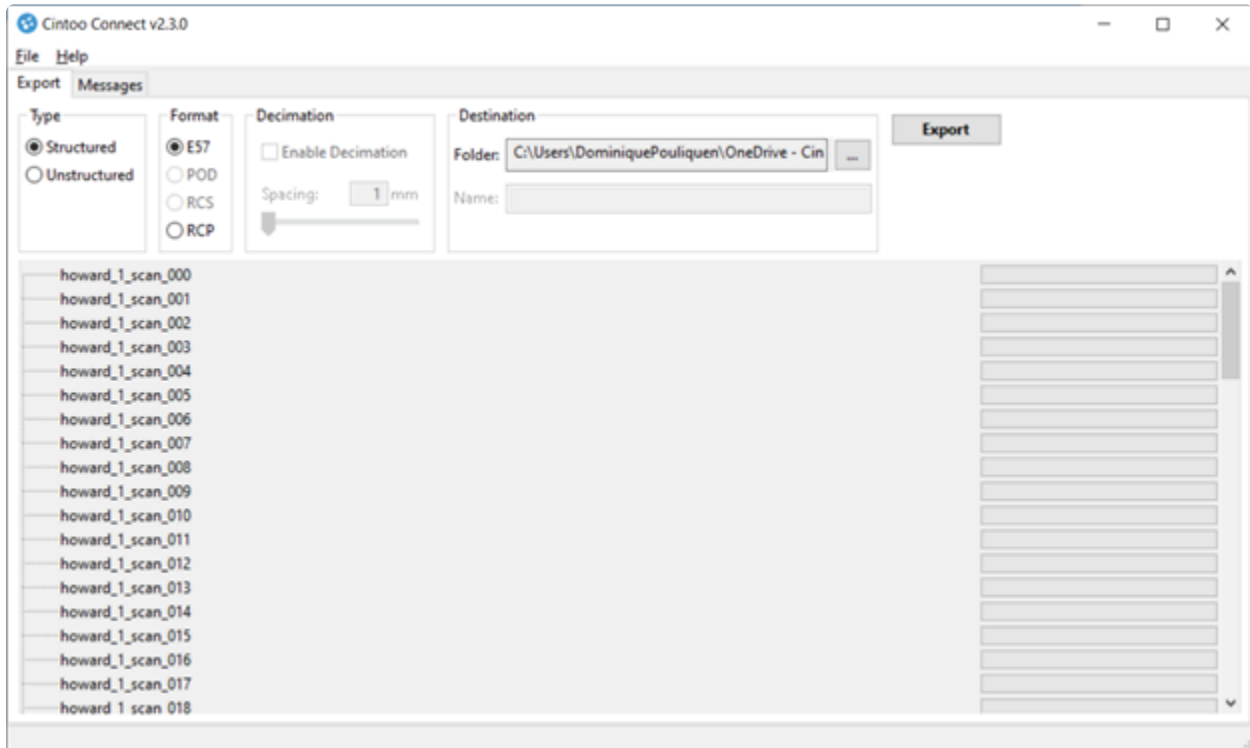 Cintoo Connect v2.3.0
File Help
Export Messages
Type
Structured
Unstructured
Format
E57
POD
RCS
RCP
Decimation
Enable Decimation
Spacing: 1 mm
Destination
Folder: C:\Users\DominiquePouliquen\OneDrive - Cin ...
Name:
Export
howard_1_scan_000
howard_1_scan_001
howard_1_scan_002
howard_1_scan_003
howard_1_scan_004
howard_1_scan_005
howard_1_scan_006
howard_1_scan_007
howard_1_scan_008
howard_1_scan_009
howard_1_scan_010
howard_1_scan_011
howard_1_scan_012
howard_1_scan_013
howard_1_scan_014
howard_1_scan_015
howard_1_scan_016
howard_1_scan_017
howard_1_scan_018